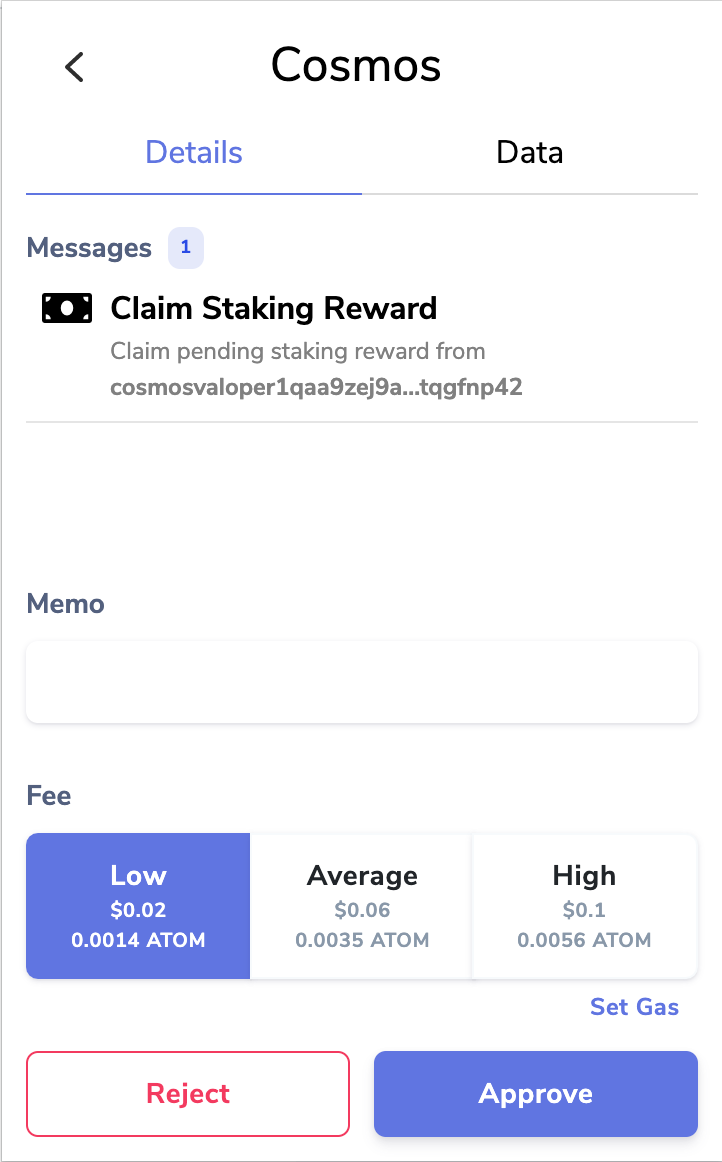 Cosmos
Details Data
Messages 1
Claim Staking Reward
Claim pending staking reward from
cosmosvaloper1qaa9zej9a...tqgfnp42
Memo
Fee
Low Average High
$0.02 $0.06 $0.1
0.0014 ATOM 0.0035 ATOM 0.0056 ATOM
Set Gas
Reject Approve